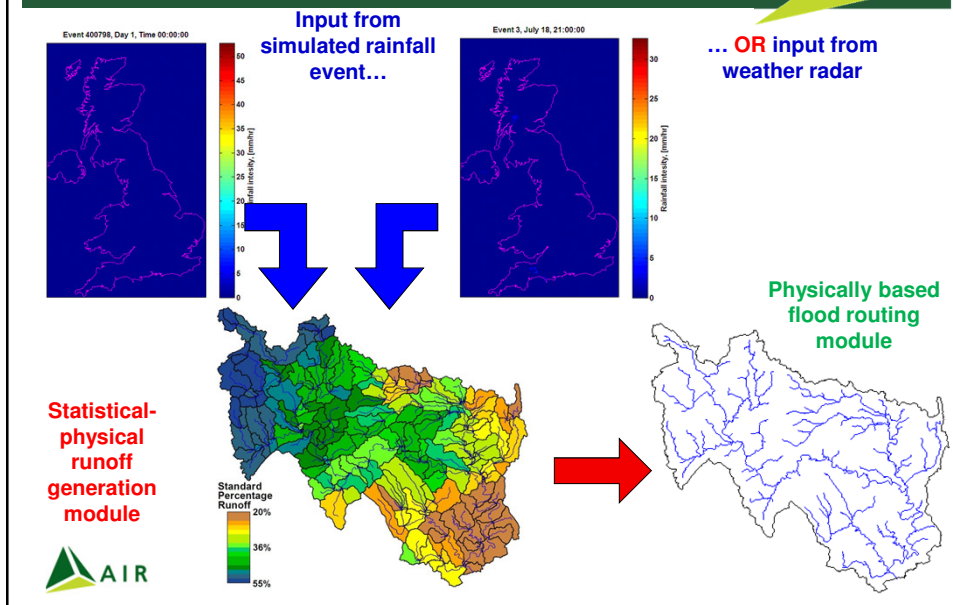 Event 400798, Day 1, Time 00:00:00
50
45
40
35
30
25
20
15
10
5
0
Input from
simulated rainfall
event…
Event 3, July 18, 21:00:00
30
25
20
15
10
5
0
Rainfall intesity, [mm/hr]
… OR input from
weather radar
Statistical-
physical
runoff
generation
module
Standard
Percentage
Runoff
20%
36%
55%
Physically based
flood routing
module
AIR